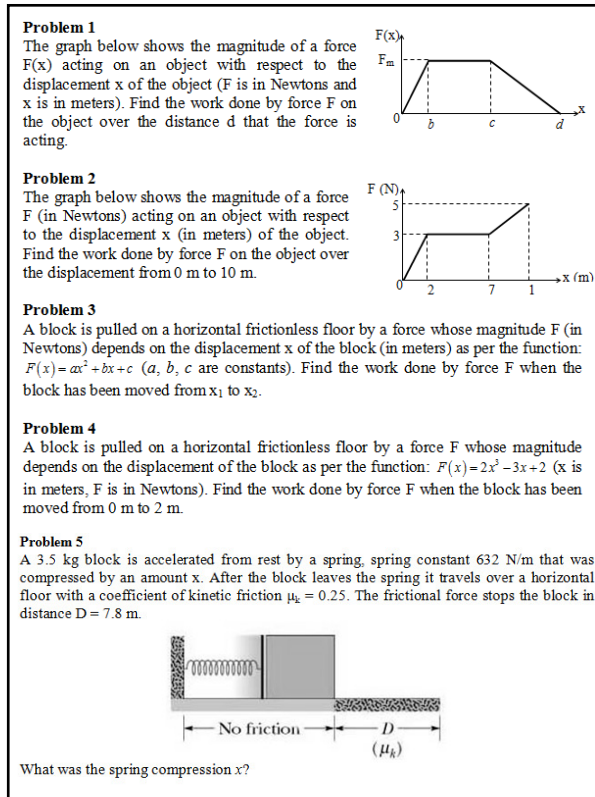 Problem 1
The graph below shows the magnitude of a force
F(x) acting on an object with respect to the
displacement x of the object (F is in Newtons and
x is in meters). Find the work done by force F on
the object over the distance d that the force is
acting.
F(x)
Fm
0
b
c
d
x
Problem 2
The graph below shows the magnitude of a force
F (in Newtons) acting on an object with respect
to the displacement x (in meters) of the object.
Find the work done by force F on the object over
the displacement from 0 m to 10 m.
F (N)
5
3
0
2
7
1
x (m)
Problem 3
A block is pulled on a horizontal frictionless floor by a force whose magnitude F (in
Newtons) depends on the displacement x of the block (in meters) as per the function:
F(x) = ax² + bx + c (a, b, c are constants). Find the work done by force F when the
block has been moved from x₁ to x₂.
Problem 4
A block is pulled on a horizontal frictionless floor by a force F whose magnitude
depends on the displacement of the block as per the function: F(x) = 2x³ − 3x + 2 (x is
in meters, F is in Newtons). Find the work done by force F when the block has been
moved from 0 m to 2 m.
Problem 5
A 3.5 kg block is accelerated from rest by a spring, spring constant 632 N/m that was
compressed by an amount x. After the block leaves the spring it travels over a horizontal
floor with a coefficient of kinetic friction μk = 0.25. The frictional force stops the block in
distance D = 7.8 m.
No friction
D
(μk)
What was the spring compression x?